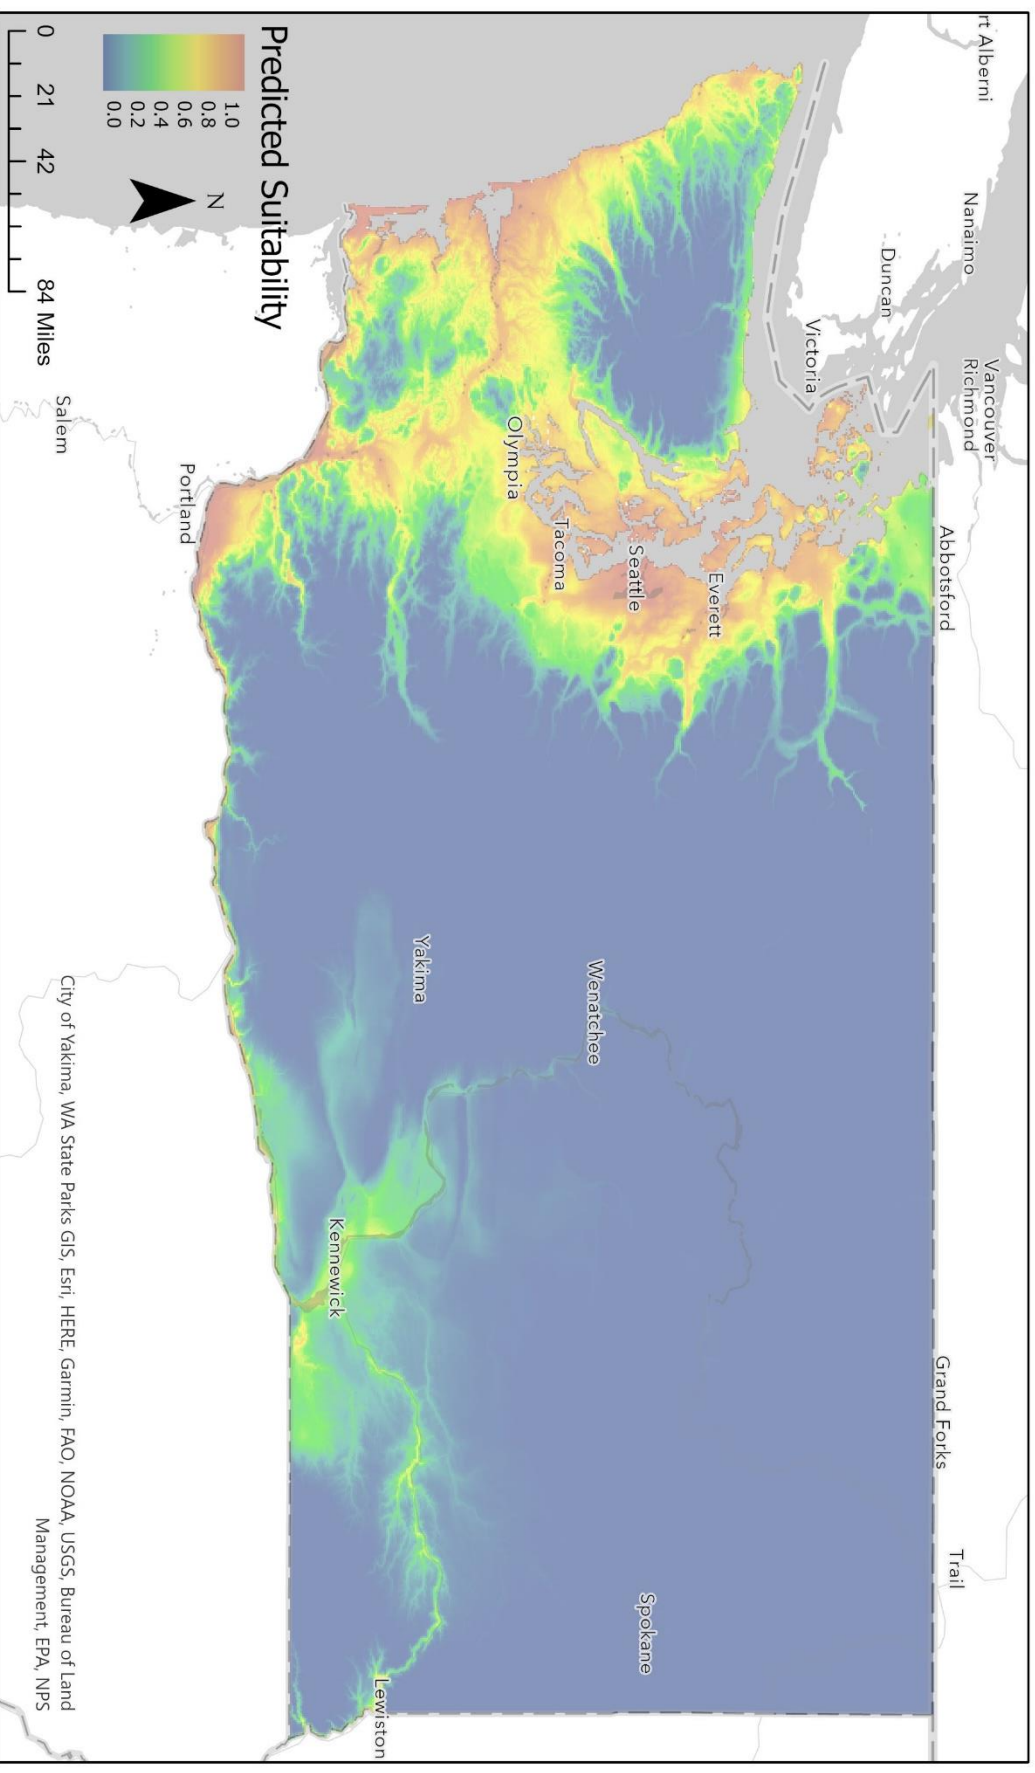 rt Alberni
Nanaimo
Duncan
Victoria
Vancouver
Richmond
Abbotsford
Grand Forks
Trail
Everett
Seattle
Tacoma
Olympia
Wenatchee
Spokane
Yakima
Kennewick
Lewiston
Portland
Salem
Predicted Suitability
1.0
0.8
0.6
0.4
0.2
0.0
N
0 21 42 84 Miles
City of Yakima, WA State Parks GIS, Esri, HERE, Garmin, FAO, NOAA, USGS, Bureau of Land
Management, EPA, NPS